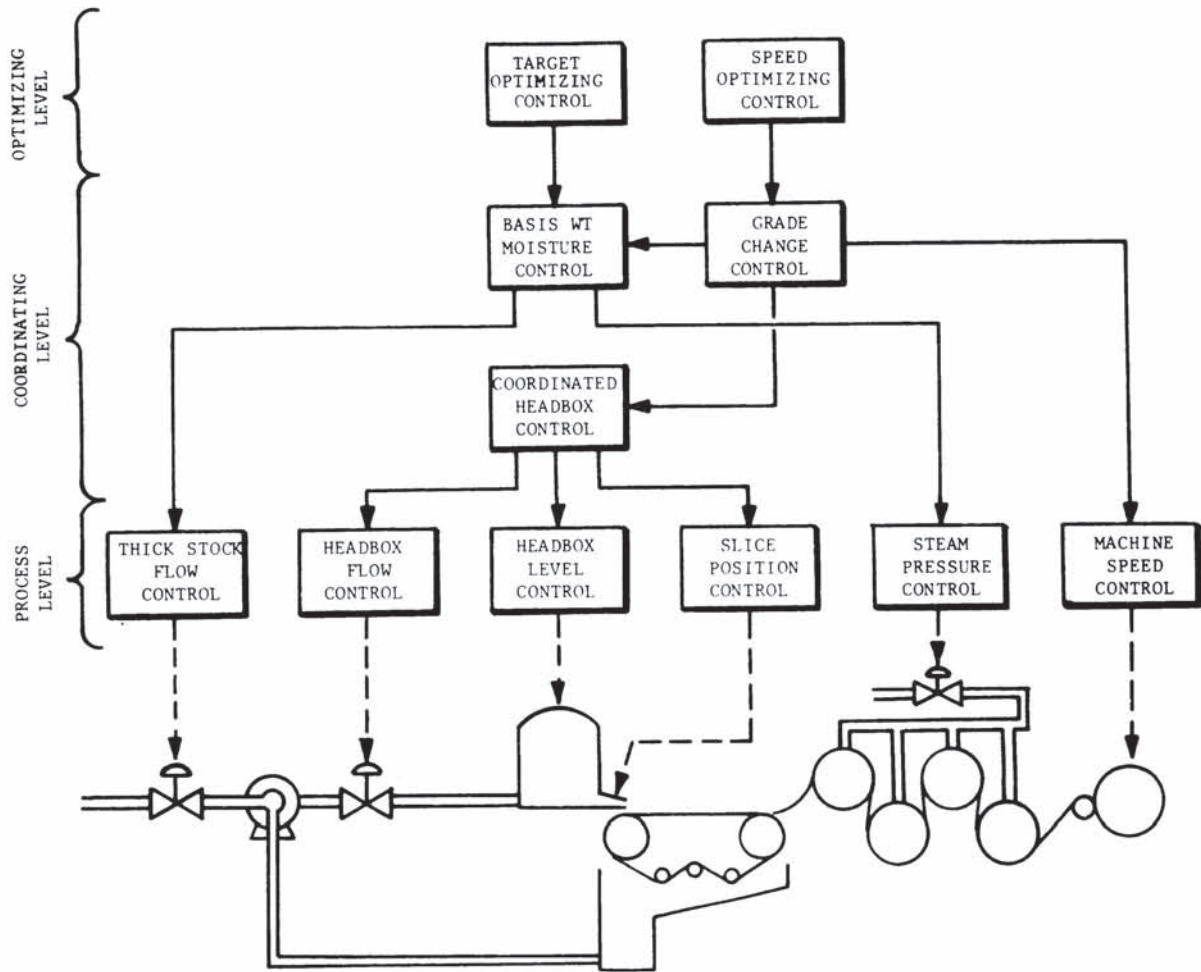 OPTIMIZING
LEVEL
TARGET
OPTIMIZING
CONTROL
SPEED
OPTIMIZING
CONTROL
COORDINATING
LEVEL
BASIS WT
MOISTURE
CONTROL
GRADE
CHANGE
CONTROL
COORDINATED
HEADBOX
CONTROL
PROCESS
LEVEL
THICK STOCK
FLOW
CONTROL
HEADBOX
FLOW
CONTROL
HEADBOX
LEVEL
CONTROL
SLICE
POSITION
CONTROL
STEAM
PRESSURE
CONTROL
MACHINE
SPEED
CONTROL